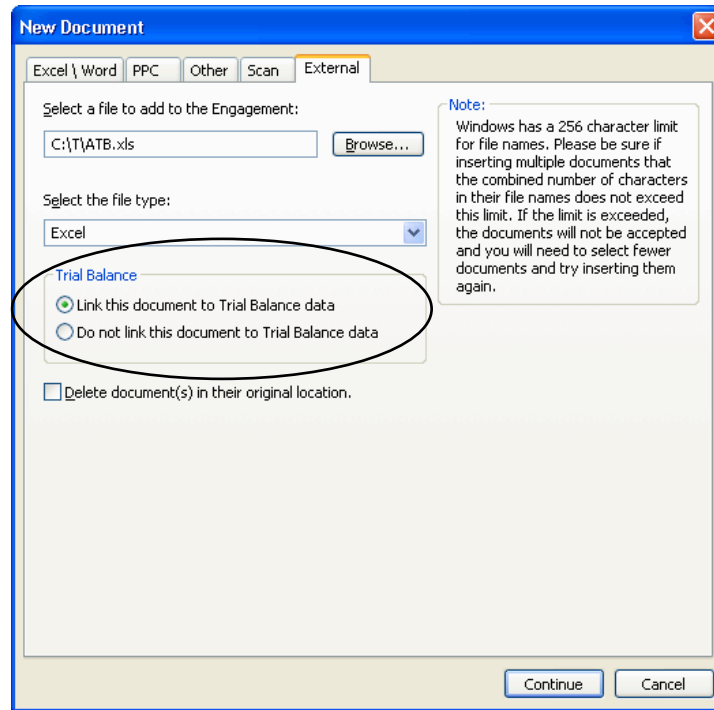 New Document
Excel \ Word PPC Other Scan External
Select a file to add to the Engagement:
C:\T\ATB.xls Browse...
Select the file type:
Excel
Trial Balance
Link this document to Trial Balance data
Do not link this document to Trial Balance data
Delete document(s) in their original location.
Note:
Windows has a 256 character limit
for file names. Please be sure if
inserting multiple documents that
the combined number of characters
in their file names does not exceed
this limit. If the limit is exceeded,
the documents will not be accepted
and you will need to select fewer
documents and try inserting them
again.
Continue Cancel